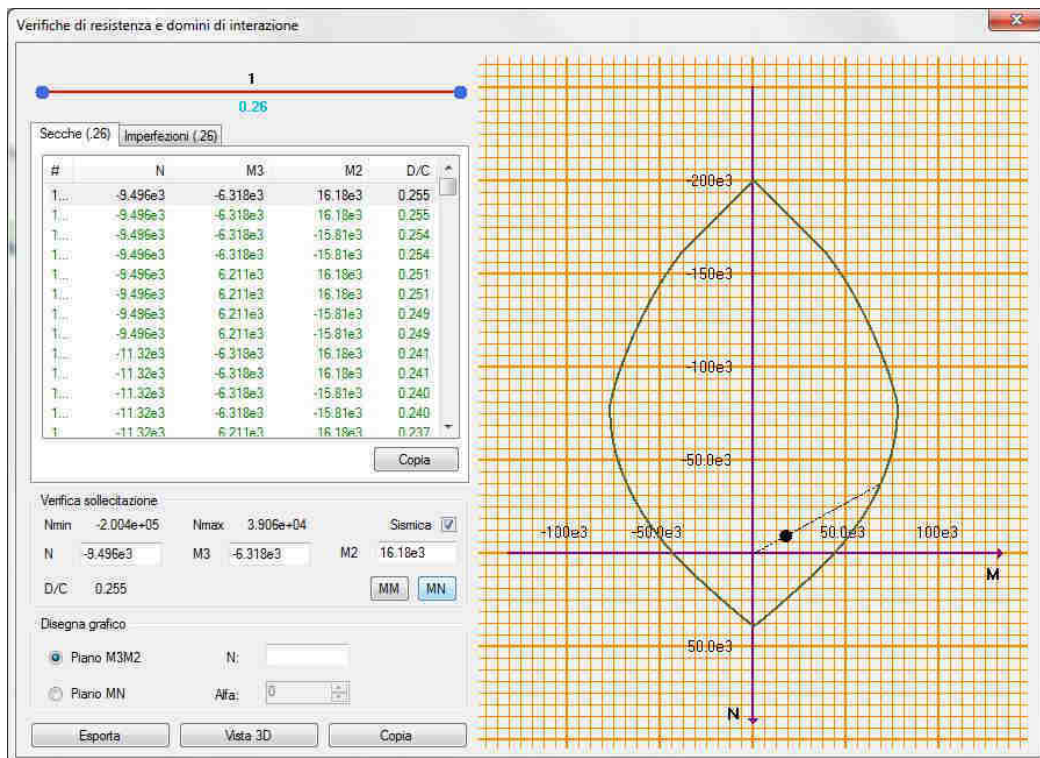 Verifiche di resistenza e domini di interazione
1
0.26
Secche (.26) Imperfezioni (.26)
# N M3 M2 D/C
1... -9.496e3 -6.318e3 16.18e3 0.255
1... -9.496e3 -6.318e3 16.18e3 0.255
1... -9.496e3 -6.318e3 -15.81e3 0.254
1... -9.496e3 -6.318e3 -15.81e3 0.254
1... -9.496e3 6.211e3 16.18e3 0.251
1... -9.496e3 6.211e3 16.18e3 0.251
1... -9.496e3 6.211e3 -15.81e3 0.249
1... -9.496e3 6.211e3 -15.81e3 0.249
1... -11.32e3 -6.318e3 16.18e3 0.241
1... -11.32e3 -6.318e3 16.18e3 0.241
1... -11.32e3 -6.318e3 -15.81e3 0.240
1... -11.32e3 -6.318e3 -15.81e3 0.240
1 -11.32e3 6.211e3 16.18e3 0.237
Copia
Verifica sollecitazione
Nmin -2.004e+05 Nmax 3.906e+04 Sismica
N -9.496e3 M3 -6.318e3 M2 16.18e3
D/C 0.255 MM MN
Disegna grafico
Piano M3M2 N:
Piano MN Alfa: 0
Esporta Vista 3D Copia
-200e3
-150e3
-100e3
-50.0e3
-100e3 -50.0e3 50.0e3 100e3
M
50.0e3
N